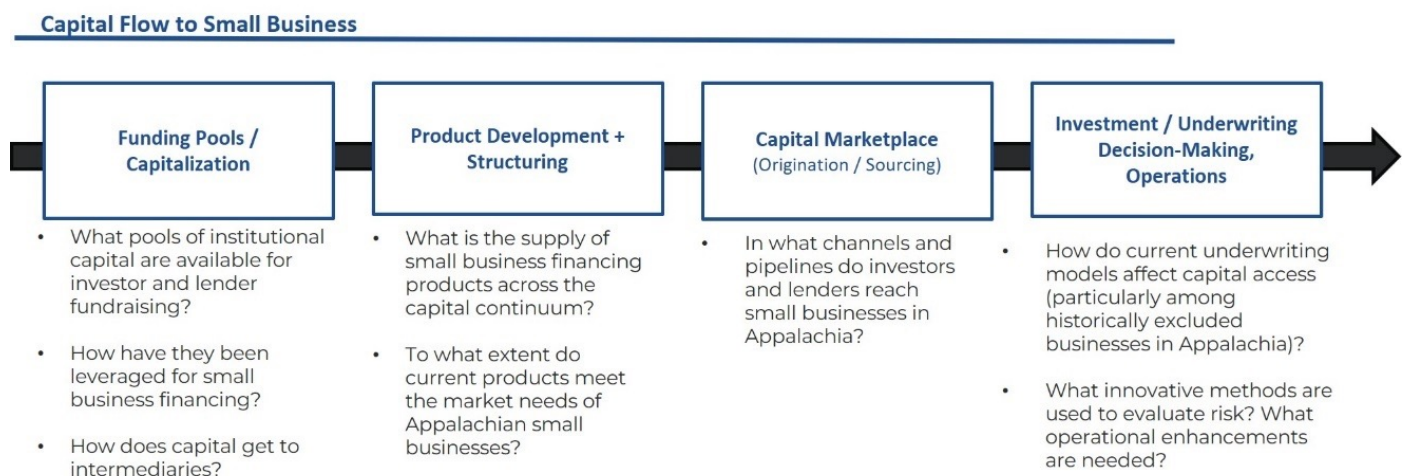 Capital Flow to Small Business
Funding Pools /
Capitalization
• What pools of institutional
capital are available for
investor and lender
fundraising?
• How have they been
leveraged for small
business financing?
• How does capital get to
intermediaries?
Product Development +
Structuring
• What is the supply of
small business financing
products across the
capital continuum?
• To what extent do
current products meet
the market needs of
Appalachian small
businesses?
Capital Marketplace
(Origination / Sourcing)
• In what channels and
pipelines do investors
and lenders reach
small businesses in
Appalachia?
Investment / Underwriting
Decision-Making,
Operations
• How do current underwriting
models affect capital access
(particularly among
historically excluded
businesses in Appalachia)?
• What innovative methods are
used to evaluate risk? What
operational enhancements
are needed?